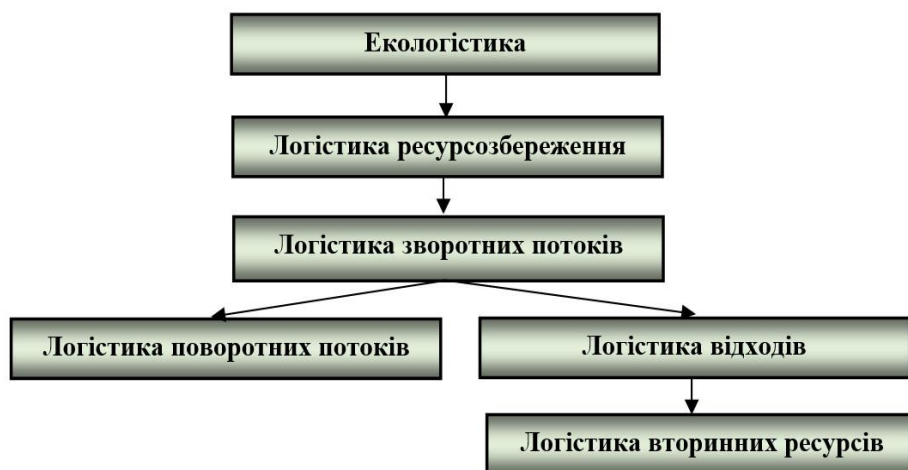 Екологістика
Логістика ресурсозбереження
Логістика зворотних потоків
Логістика поворотних потоків
Логістика відходів
Логістика вторинних ресурсів